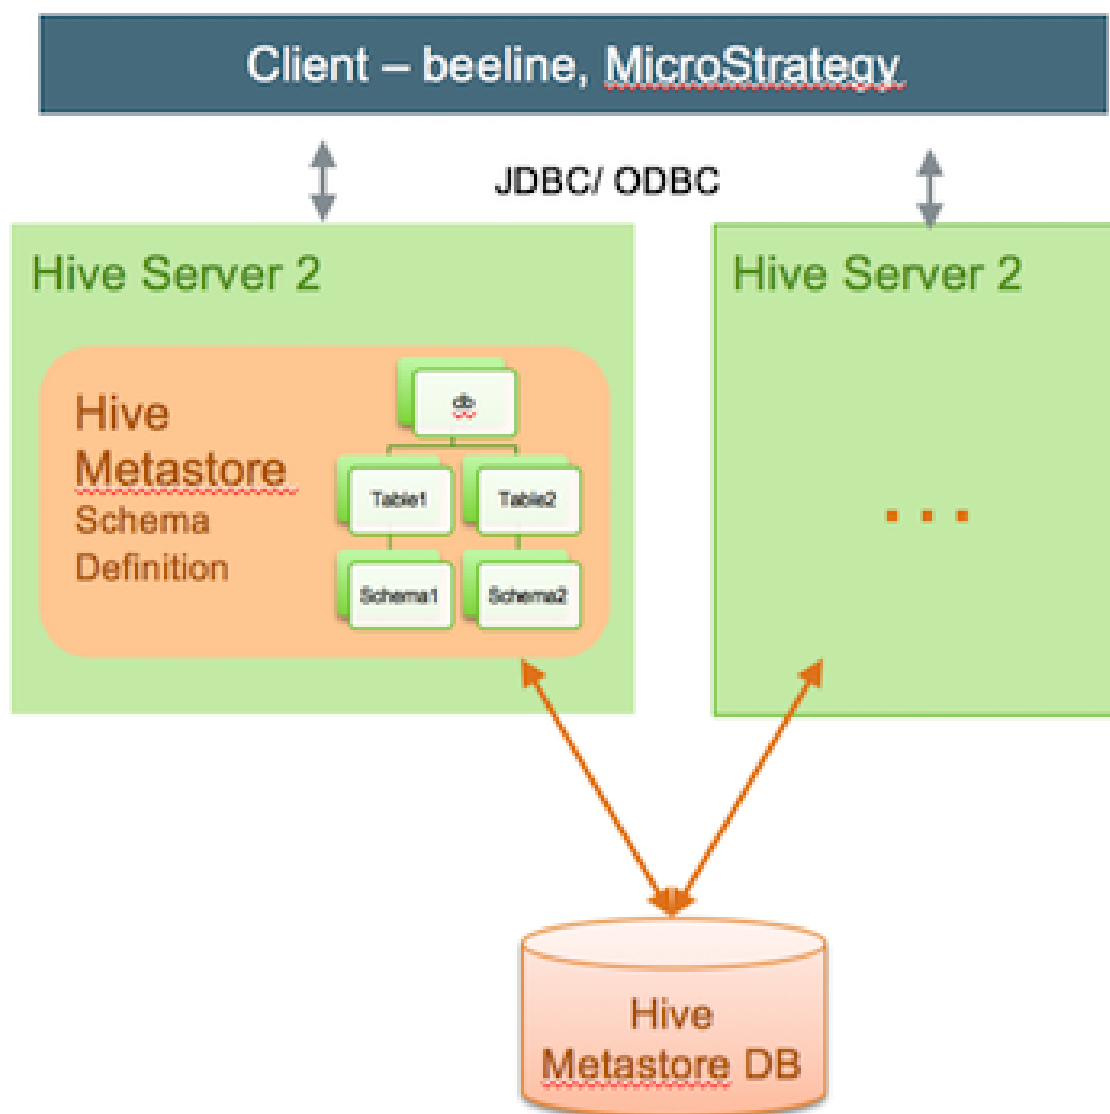 Client – beeline, MicroStrategy
JDBC/ ODBC
Hive Server 2
Hive
Metastore
Schema
Definition
db
Table1
Table2
Schema1
Schema2
Hive Server 2
...
Hive
Metastore DB